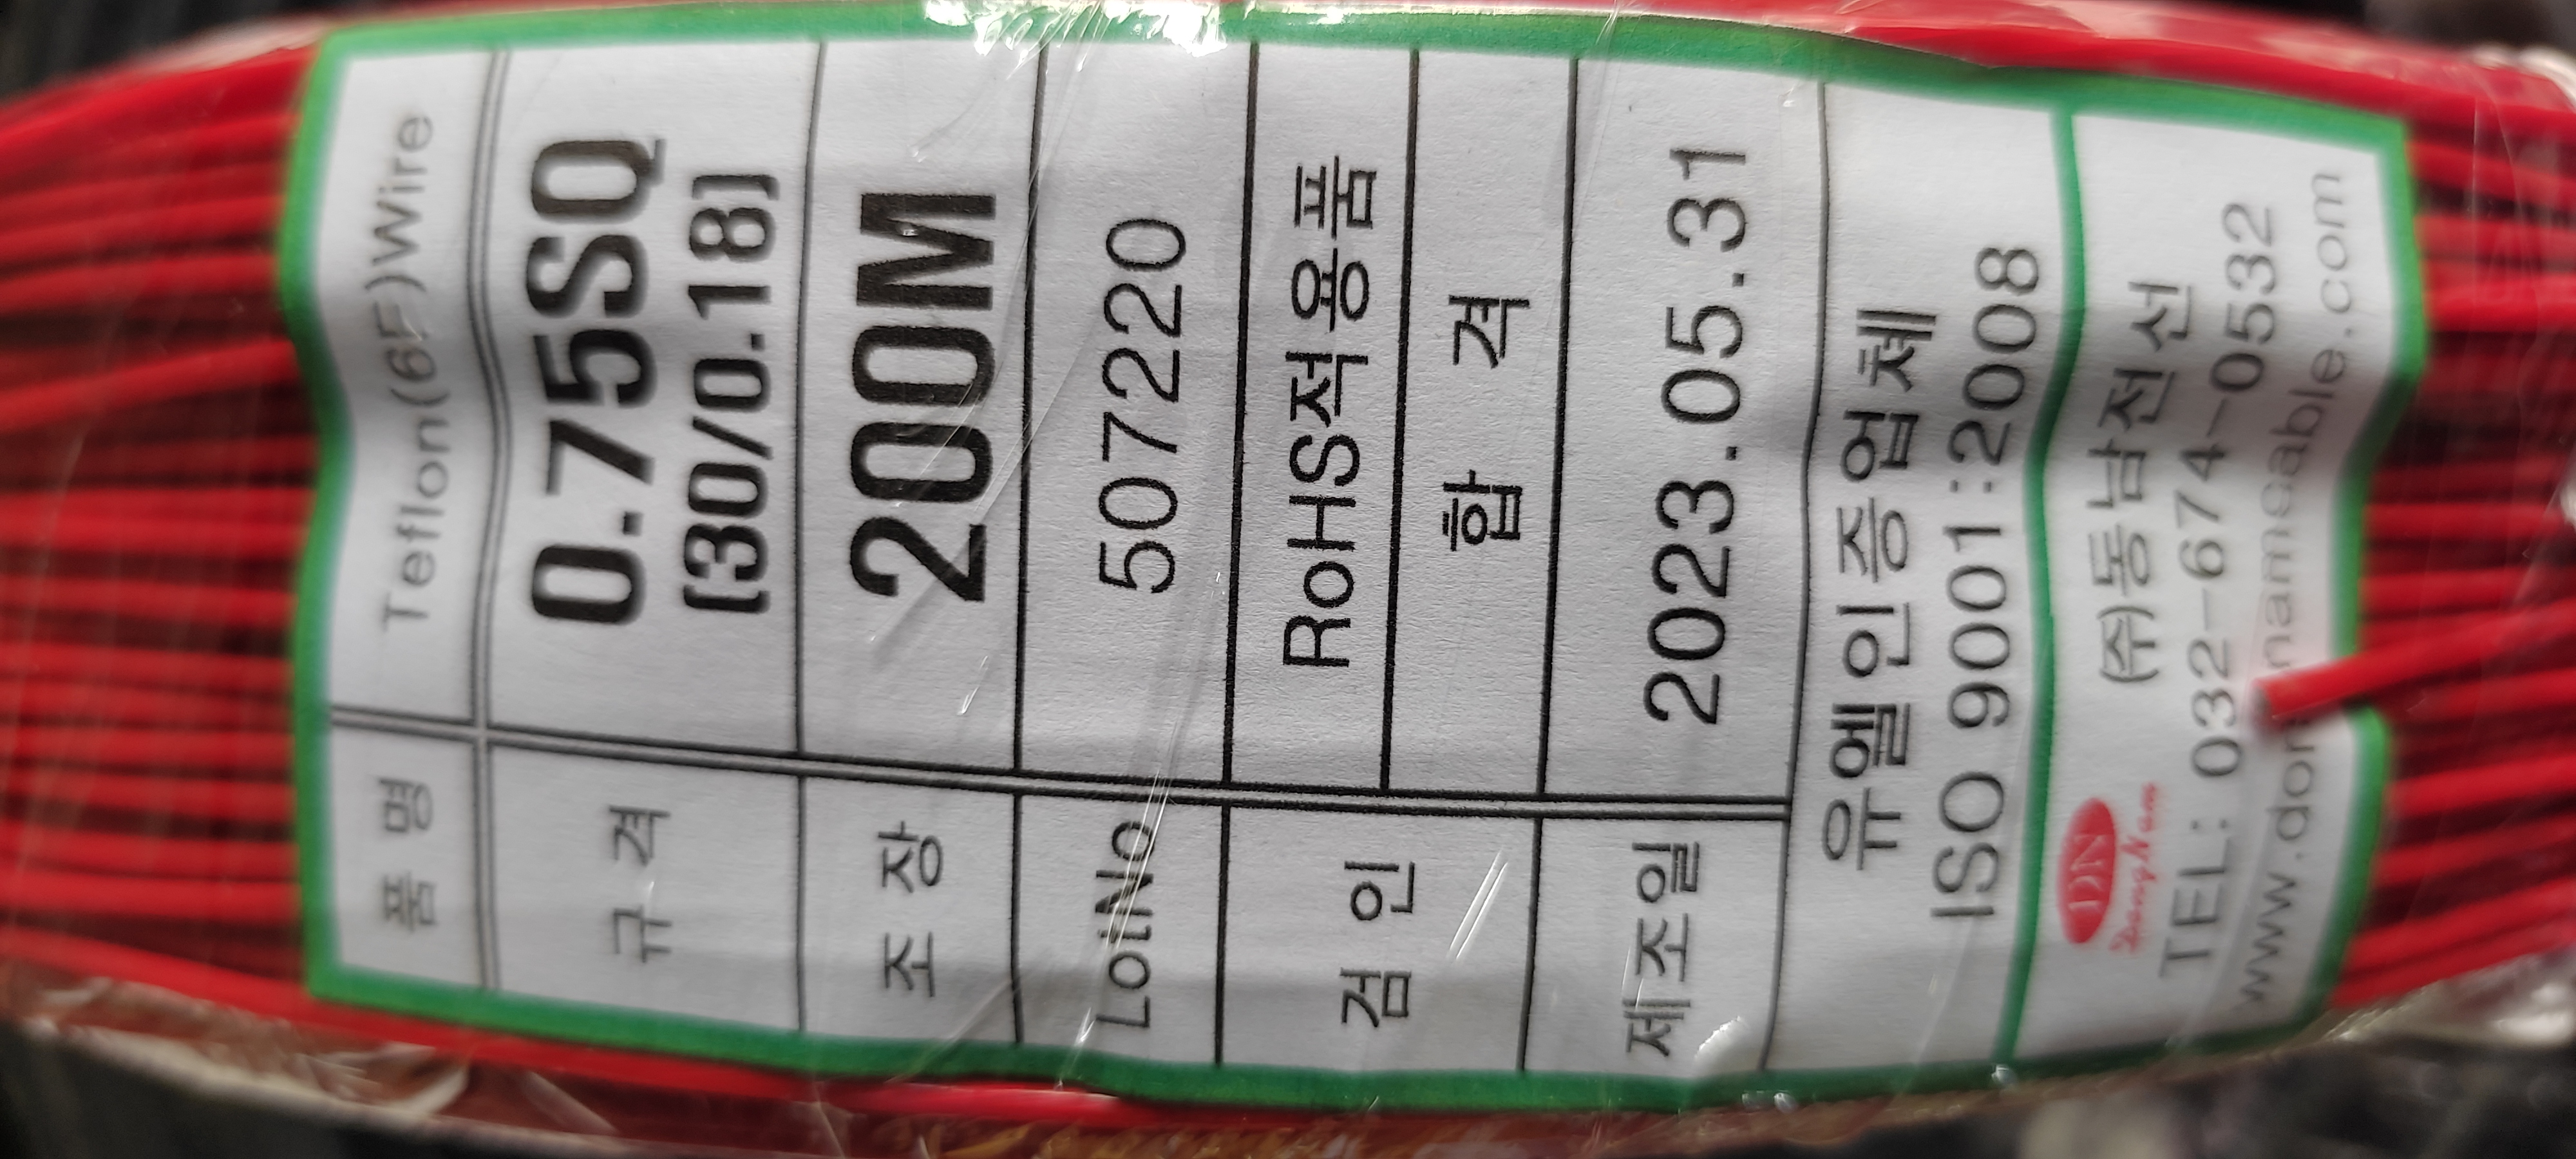 품 명 Teflon(6F)Wire
규 격 0.75SQ
(30/0.18)
조 장 200M
LotNo 507220
검 인 RoHS적용품
합 격
제조일 2023.05.31
유엘인증업체
ISO 9001:2008
DN
DongNam
㈜동남전선
TEL: 032-674-0532